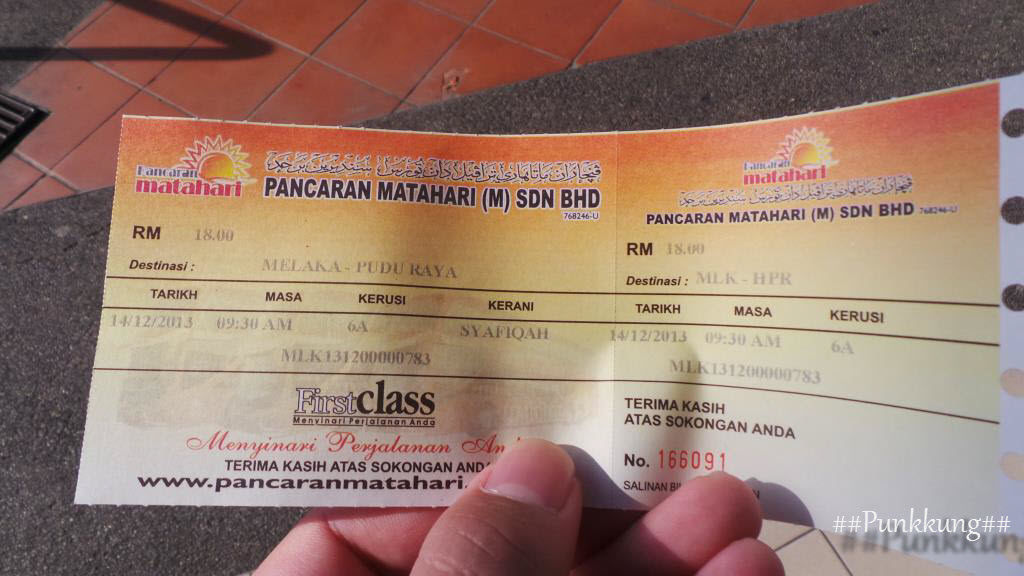 Pancaran
matahari
PANCARAN MATAHARI (M) SDN BHD
768246-U
RM 18.00
Destinasi : MELAKA - PUDU RAYA
TARIKH MASA KERUSI KERANI
14/12/2013 09:30 AM 6A SYAFIQAH
MLK131200000783
Firstclass
Menyinari Perjalanan Anda
Menyinari Perjalanan
TERIMA KASIH ATAS SOKONGAN ANDA
www.pancaranmatahari.
Pancaran
matahari
PANCARAN MATAHARI (M) SDN BHD 768246-U
RM 18.00
Destinasi : MLK - HPR
TARIKH MASA KERUSI
14/12/2013 09:30 AM 6A
MLK131200000783
TERIMA KASIH
ATAS SOKONGAN ANDA
No. 166091
SALINAN
##Punkkung##